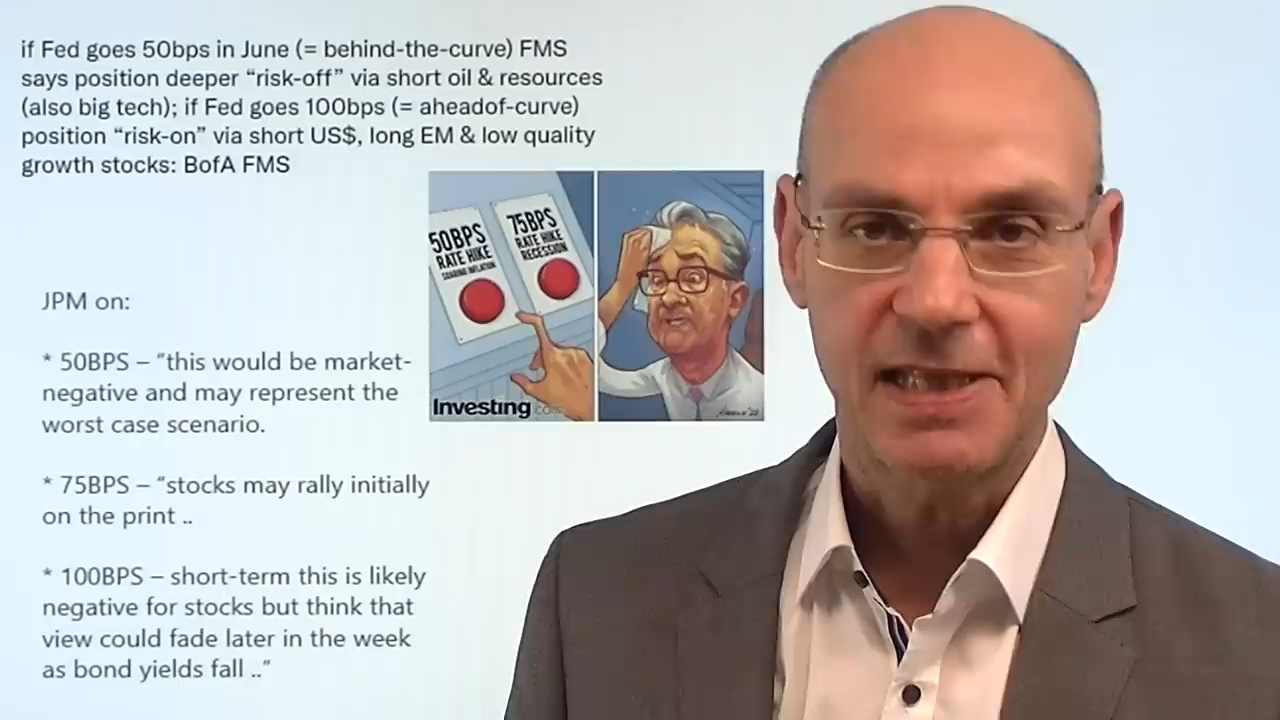 if Fed goes 50bps in June (= behind-the-curve) FMS
says position deeper “risk-off” via short oil & resources
(also big tech); if Fed goes 100bps (= aheadof-curve)
position “risk-on” via short US$, long EM & low quality
growth stocks: BofA FMS
50BPS
RATE HIKE
SOARING INFLATION
75BPS
RATE HIKE
RECESSION
Investing.com
JPM on:
* 50BPS – “this would be market-
negative and may represent the
worst case scenario.
* 75BPS – “stocks may rally initially
on the print ..
* 100BPS – short-term this is likely
negative for stocks but think that
view could fade later in the week
as bond yields fall ..”